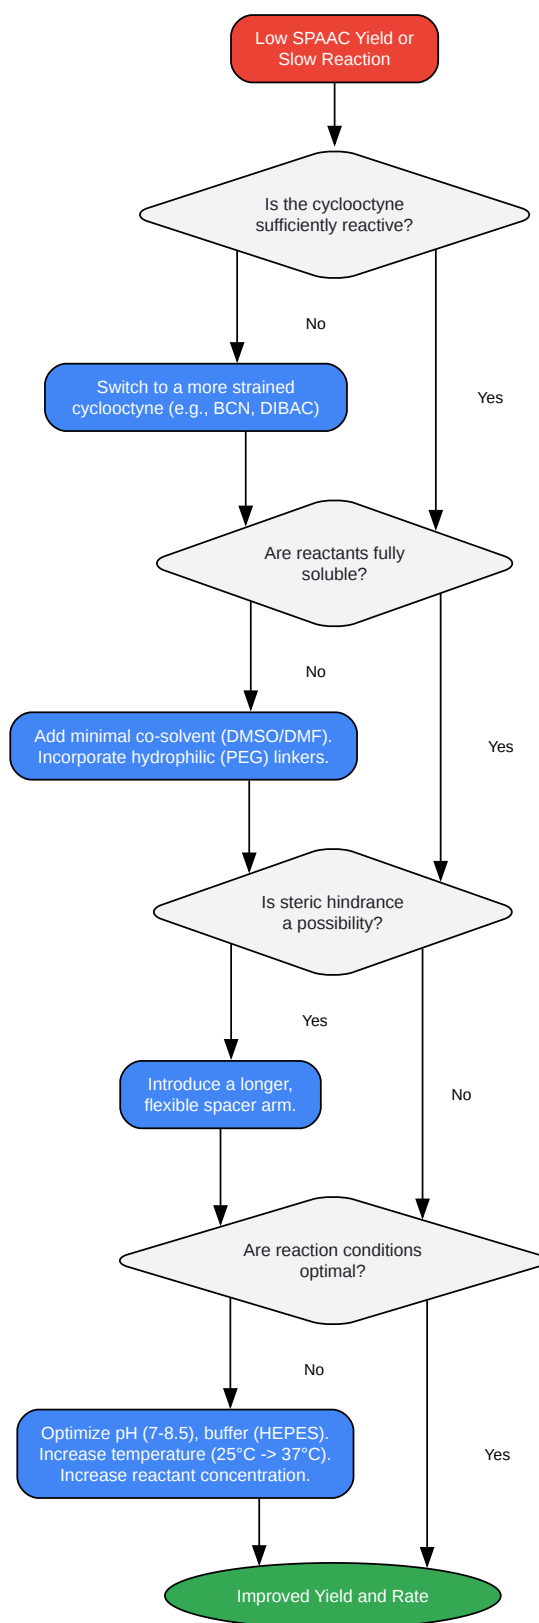 Low SPAAC Yield or
Slow Reaction
Is the cyclooctyne
sufficiently reactive?
No
Switch to a more strained
cyclooctyne (e.g., BCN, DIBAC)
Yes
Are reactants fully
soluble?
No
Add minimal co-solvent (DMSO/DMF).
Incorporate hydrophilic (PEG) linkers.
Yes
Is steric hindrance
a possibility?
Yes
Introduce a longer,
flexible spacer arm.
No
Are reaction conditions
optimal?
No
Optimize pH (7-8.5), buffer (HEPES).
Increase temperature (25°C -> 37°C).
Increase reactant concentration.
Yes
Improved Yield and Rate